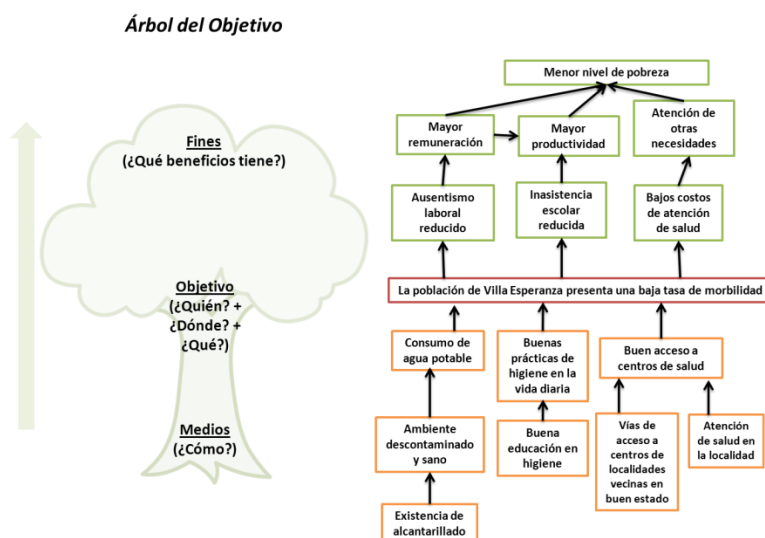 Árbol del Objetivo
Fines
(¿Qué beneficios tiene?)
Objetivo
(¿Quién? +
¿Dónde? +
¿Qué?)
Medios
(¿Cómo?)
Menor nivel de pobreza
Mayor
remuneración
Mayor
productividad
Atención de
otras
necesidades
Ausentismo
laboral
reducido
Inasistencia
escolar
reducida
Bajos costos
de atención
de salud
La población de Villa Esperanza presenta una baja tasa de morbilidad
Consumo de
agua potable
Buenas
prácticas de
higiene en la
vida diaria
Buen acceso a
centros de salud
Ambiente
descontaminado
y sano
Buena
educación en
higiene
Vías de
acceso a
centros de
localidades
vecinas en
buen estado
Atención
de salud en
la localidad
Existencia de
alcantarillado